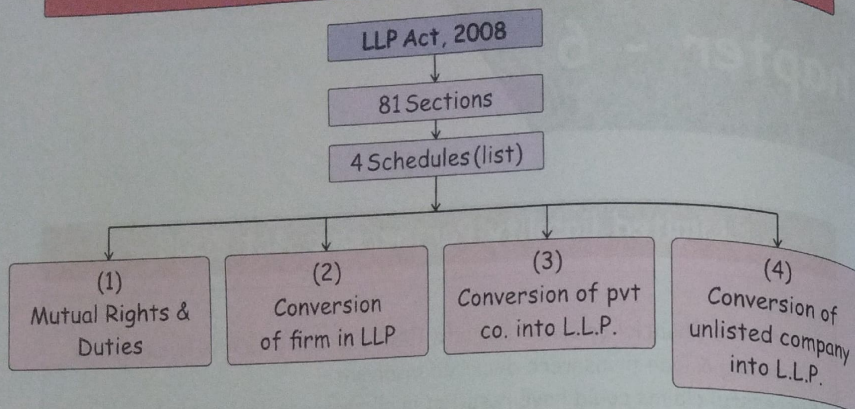 LLP Act, 2008
81 Sections
4 Schedules (list)
(1)
Mutual Rights &
Duties
(2)
Conversion
of firm in LLP
(3)
Conversion of pvt
co. into L.L.P.
(4)
Conversion of
unlisted company
into L.L.P.